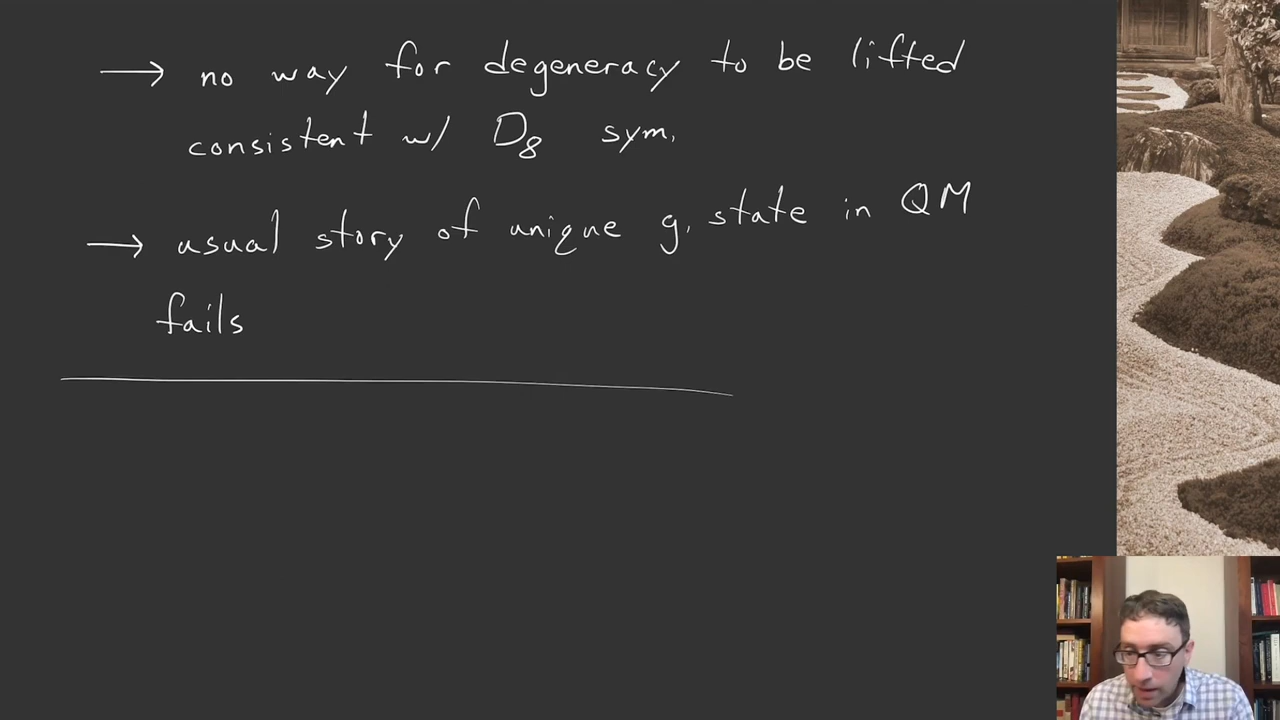 → no way for degeneracy to be lifted
consistent w/ D₈ sym.
→ usual story of unique g. state in QM
fails